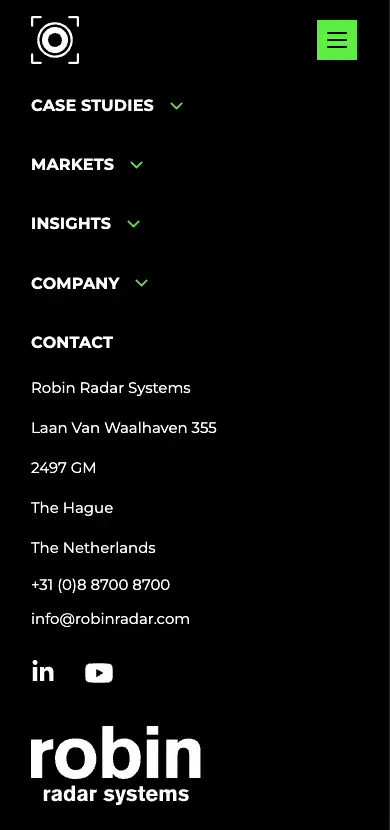 CASE STUDIES
MARKETS
INSIGHTS
COMPANY
CONTACT
Robin Radar Systems
Laan Van Waalhaven 355
2497 GM
The Hague
The Netherlands
+31 (0)8 8700 8700
info@robinradar.com
in
robin
radar systems